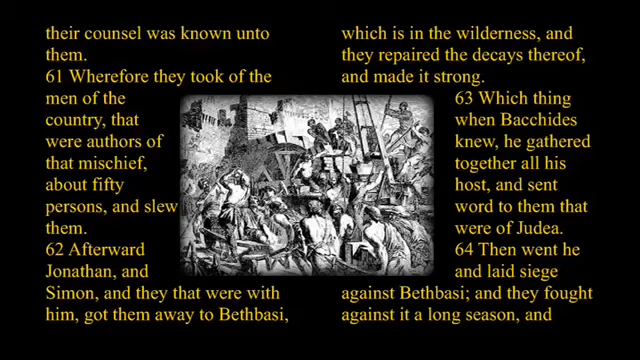 their counsel was known unto
them.
61 Wherefore they took of the
men of the
country, that
were authors of
that mischief,
about fifty
persons, and slew
them.
62 Afterward
Jonathan, and
Simon, and they that were with
him, got them away to Bethbasi,
which is in the wilderness, and
they repaired the decays thereof,
and made it strong.
63 Which thing
when Bacchides
knew, he gathered
together all his
host, and sent
word to them that
were of Judea.
64 Then went he
and laid siege
against Bethbasi; and they fought
against it a long season, and